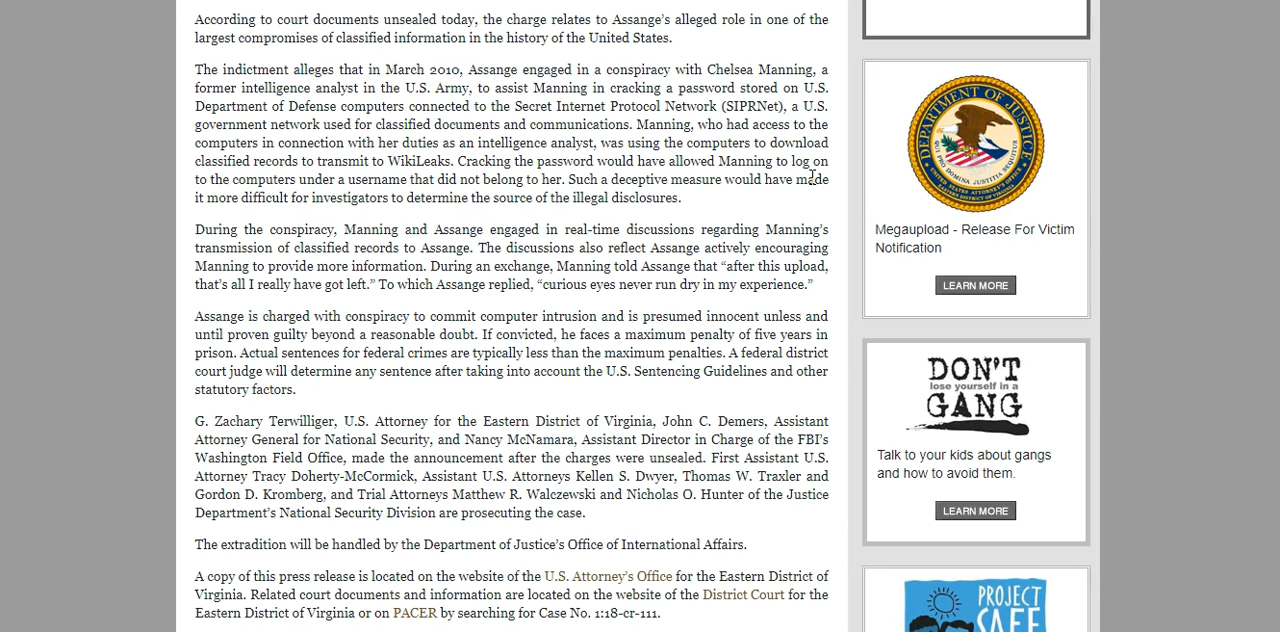 According to court documents unsealed today, the charge relates to Assange's alleged role in one of the
largest compromises of classified information in the history of the United States.
The indictment alleges that in March 2010, Assange engaged in a conspiracy with Chelsea Manning, a
former intelligence analyst in the U.S. Army, to assist Manning in cracking a password stored on U.S.
Department of Defense computers connected to the Secret Internet Protocol Network (SIPRNet), a U.S.
government network used for classified documents and communications. Manning, who had access to the
computers in connection with her duties as an intelligence analyst, was using the computers to download
classified records to transmit to WikiLeaks. Cracking the password would have allowed Manning to log on
to the computers under a username that did not belong to her. Such a deceptive measure would have made
it more difficult for investigators to determine the source of the illegal disclosures.
During the conspiracy, Manning and Assange engaged in real-time discussions regarding Manning's
transmission of classified records to Assange. The discussions also reflect Assange actively encouraging
Manning to provide more information. During an exchange, Manning told Assange that “after this upload,
that's all I really have got left.” To which Assange replied, “curious eyes never run dry in my experience.”
Assange is charged with conspiracy to commit computer intrusion and is presumed innocent unless and
until proven guilty beyond a reasonable doubt. If convicted, he faces a maximum penalty of five years in
prison. Actual sentences for federal crimes are typically less than the maximum penalties. A federal district
court judge will determine any sentence after taking into account the U.S. Sentencing Guidelines and other
statutory factors.
G. Zachary Terwilliger, U.S. Attorney for the Eastern District of Virginia, John C. Demers, Assistant
Attorney General for National Security, and Nancy McNamara, Assistant Director in Charge of the FBI's
Washington Field Office, made the announcement after the charges were unsealed. First Assistant U.S.
Attorney Tracy Doherty-McCormick, Assistant U.S. Attorneys Kellen S. Dwyer, Thomas W. Traxler and
Gordon D. Kromberg, and Trial Attorneys Matthew R. Walczewski and Nicholas O. Hunter of the Justice
Department's National Security Division are prosecuting the case.
The extradition will be handled by the Department of Justice's Office of International Affairs.
A copy of this press release is located on the website of the U.S. Attorney's Office for the Eastern District of
Virginia. Related court documents and information are located on the website of the District Court for the
Eastern District of Virginia or on PACER by searching for Case No. 1:18-cr-111.
DEPARTMENT OF JUSTICE
QUI PRO DOMINA JUSTITIA SEQUITUR
UNITED STATES ATTORNEY'S OFFICE
EASTERN DISTRICT OF VIRGINIA
Megaupload - Release For Victim
Notification
LEARN MORE
DON'T
lose yourself in a
GANG
Talk to your kids about gangs
and how to avoid them.
LEARN MORE
PROJECT
SAFE